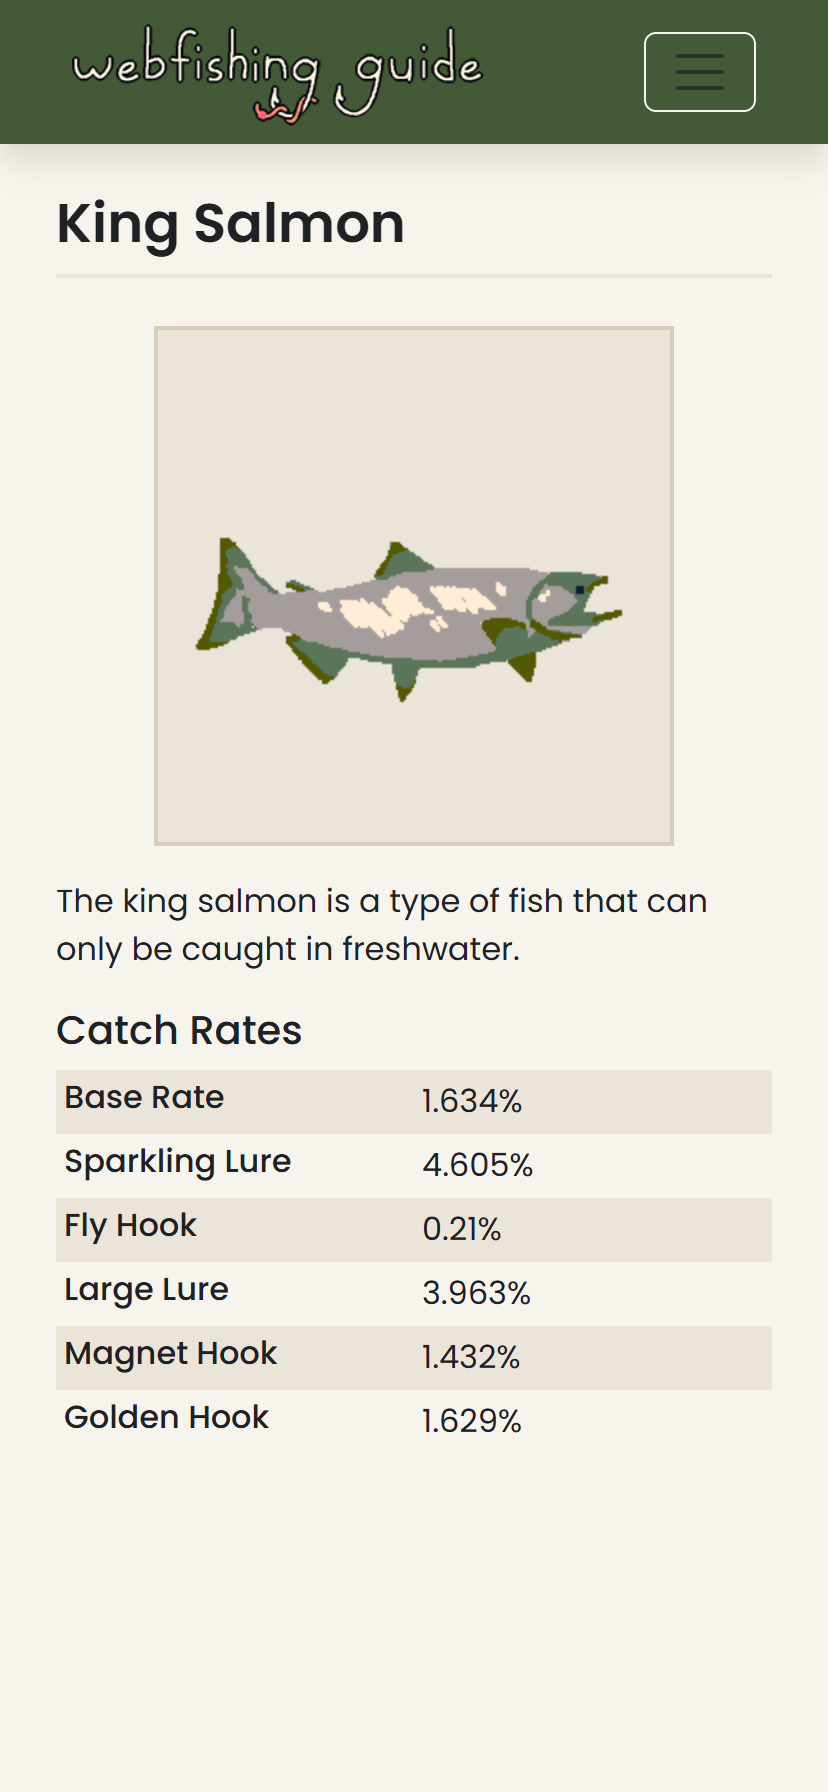 webfishing guide
King Salmon
The king salmon is a type of fish that can
only be caught in freshwater.
Catch Rates
Base Rate 1.634%
Sparkling Lure 4.605%
Fly Hook 0.21%
Large Lure 3.963%
Magnet Hook 1.432%
Golden Hook 1.629%